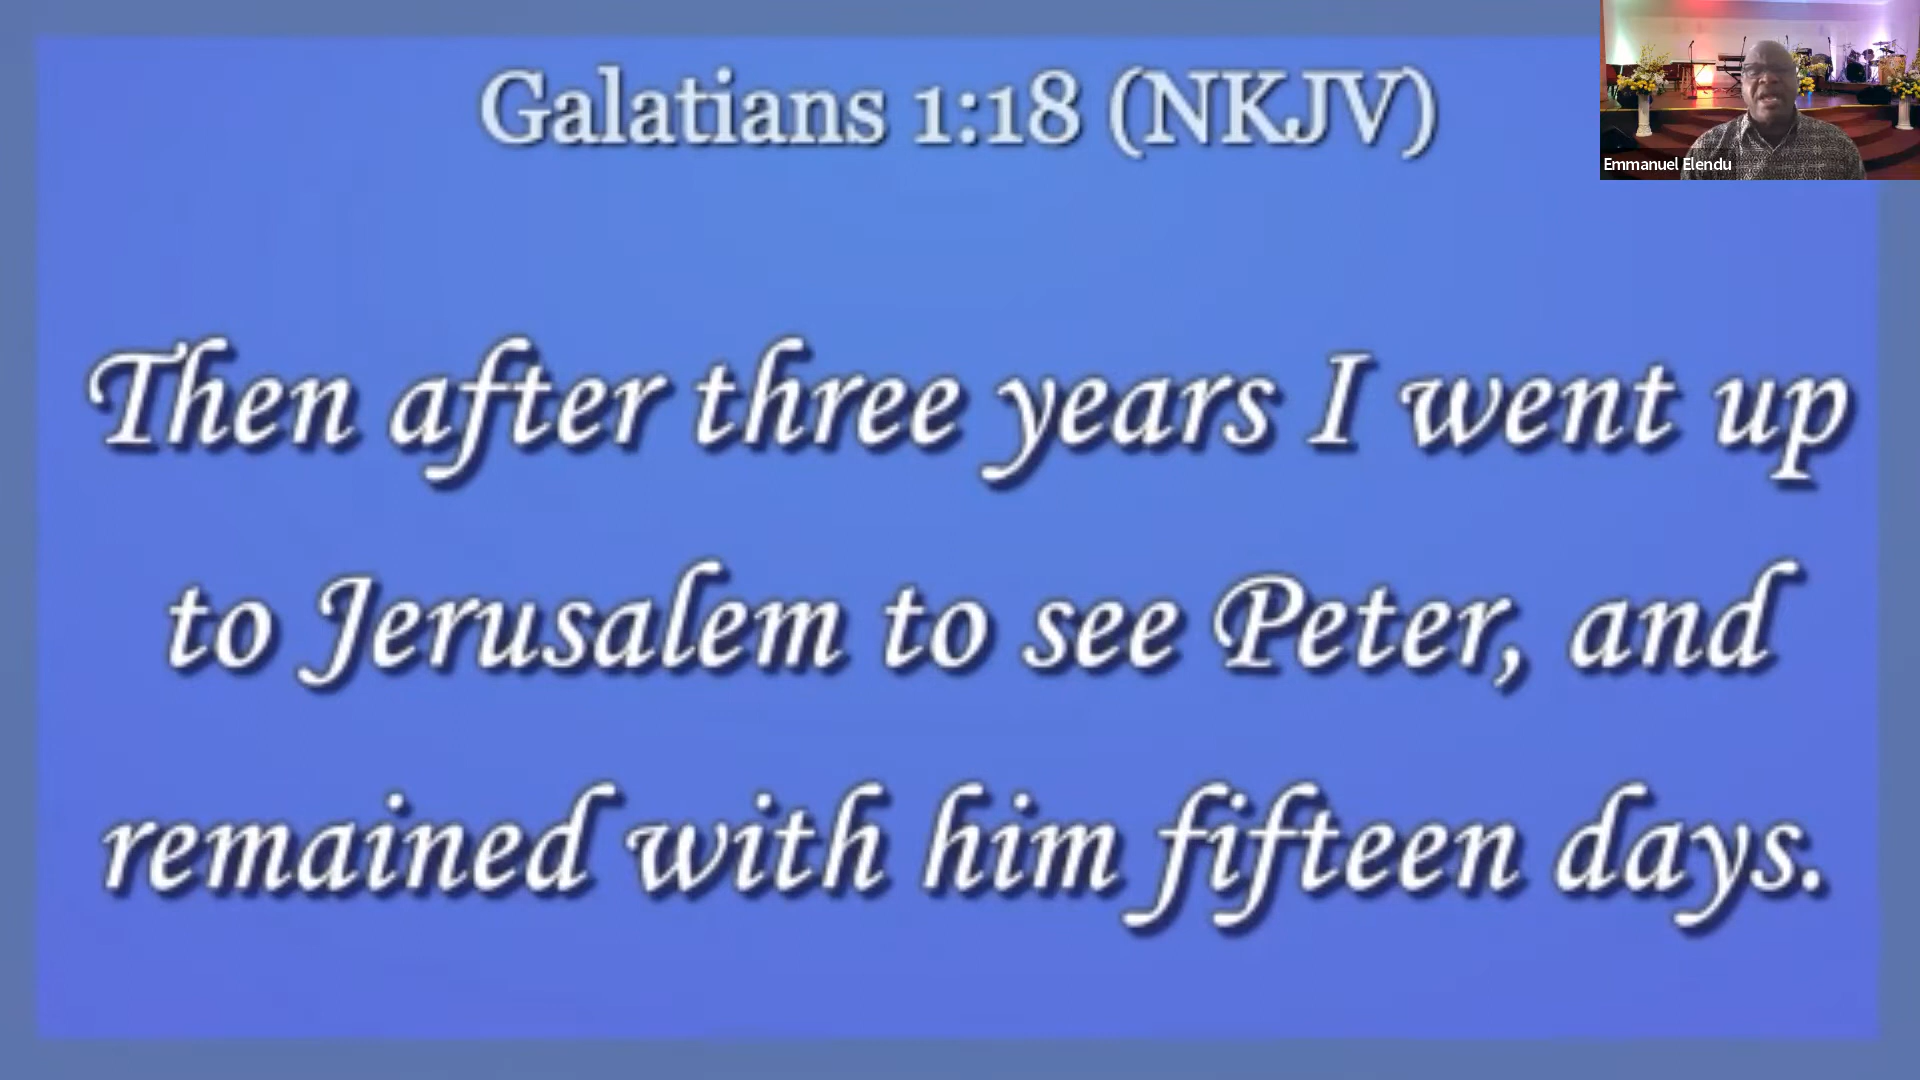 Galatians 1:18 (NKJV)
Emmanuel Elendu
Then after three years I went up
to Jerusalem to see Peter, and
remained with him fifteen days.